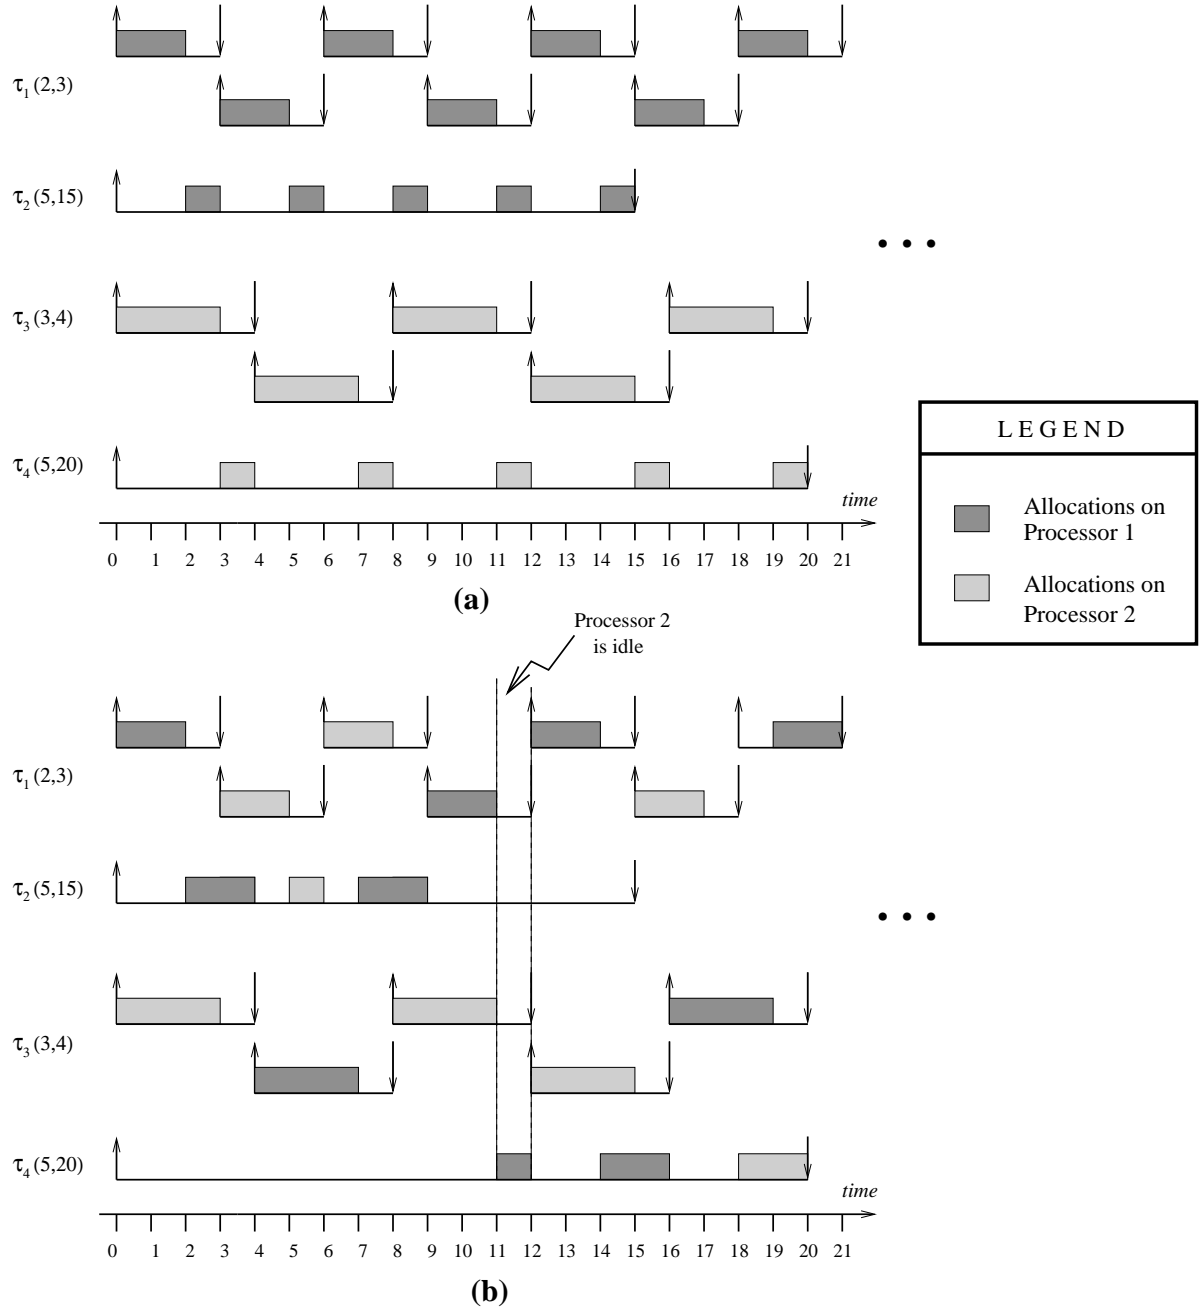 τ1 (2,3)
τ2 (5,15)
• • •
τ3 (3,4)
τ4 (5,20)
time
0 1 2 3 4 5 6 7 8 9 10 11 12 13 14 15 16 17 18 19 20 21
(a)
LEGEND
Allocations on
Processor 1
Allocations on
Processor 2
Processor 2
is idle
τ1 (2,3)
τ2 (5,15)
• • •
τ3 (3,4)
τ4 (5,20)
time
0 1 2 3 4 5 6 7 8 9 10 11 12 13 14 15 16 17 18 19 20 21
(b)